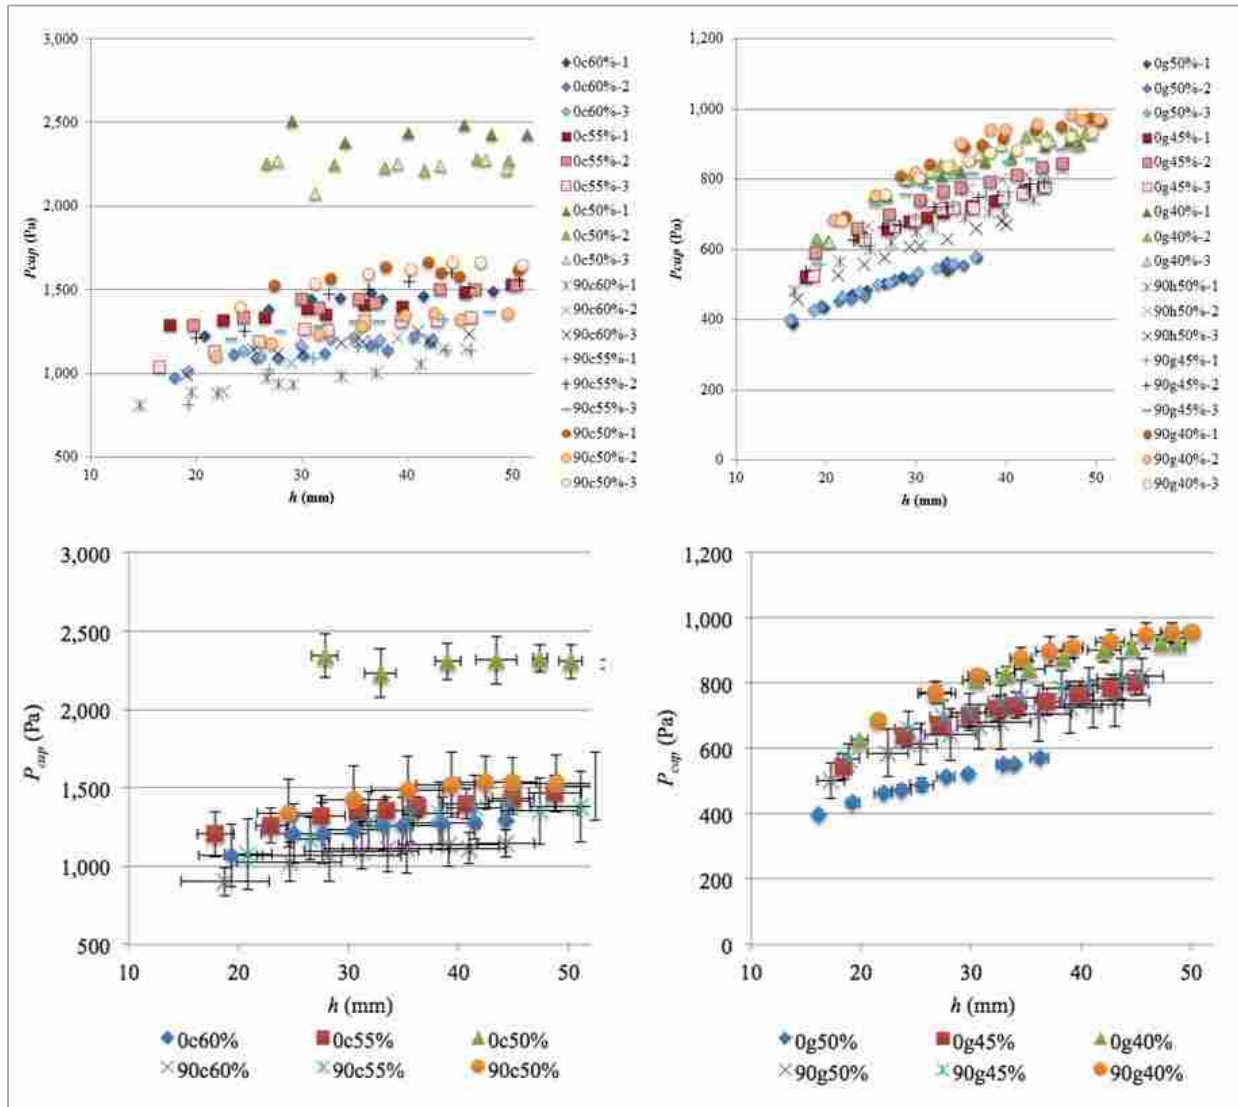 3,000
2,500
2,000
1,500
1,000
500
Pcap (Pa)
10 20 30 40 50
h (mm)
0c60%-1
0c60%-2
0c60%-3
0c55%-1
0c55%-2
0c55%-3
0c50%-1
0c50%-2
0c50%-3
90c60%-1
90c60%-2
90c60%-3
90c55%-1
90c55%-2
90c55%-3
90c50%-1
90c50%-2
90c50%-3
1,200
1,000
800
600
400
200
0
Pcap (Pa)
10 20 30 40 50
h (mm)
0g50%-1
0g50%-2
0g50%-3
0g45%-1
0g45%-2
0g45%-3
0g40%-1
0g40%-2
0g40%-3
90h50%-1
90h50%-2
90h50%-3
90g45%-1
90g45%-2
90g45%-3
90g40%-1
90g40%-2
90g40%-3
3,000
2,500
2,000
1,500
1,000
500
Pcap (Pa)
10 20 30 40 50
h (mm)
0c60% 0c55% 0c50%
90c60% 90c55% 90c50%
1,200
1,000
800
600
400
200
0
Pcap (Pa)
10 20 30 40 50
h (mm)
0g50% 0g45% 0g40%
90g50% 90g45% 90g40%